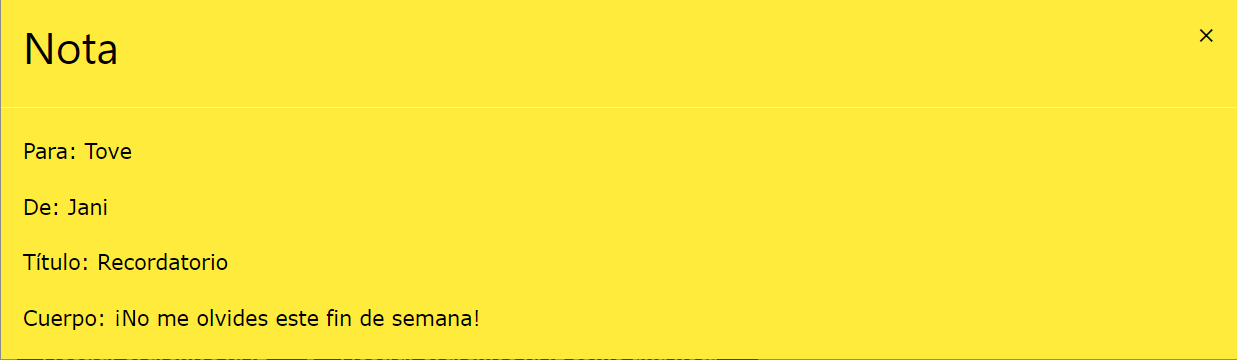 Nota
×
Para: Tove
De: Jani
Título: Recordatorio
Cuerpo: ¡No me olvides este fin de semana!